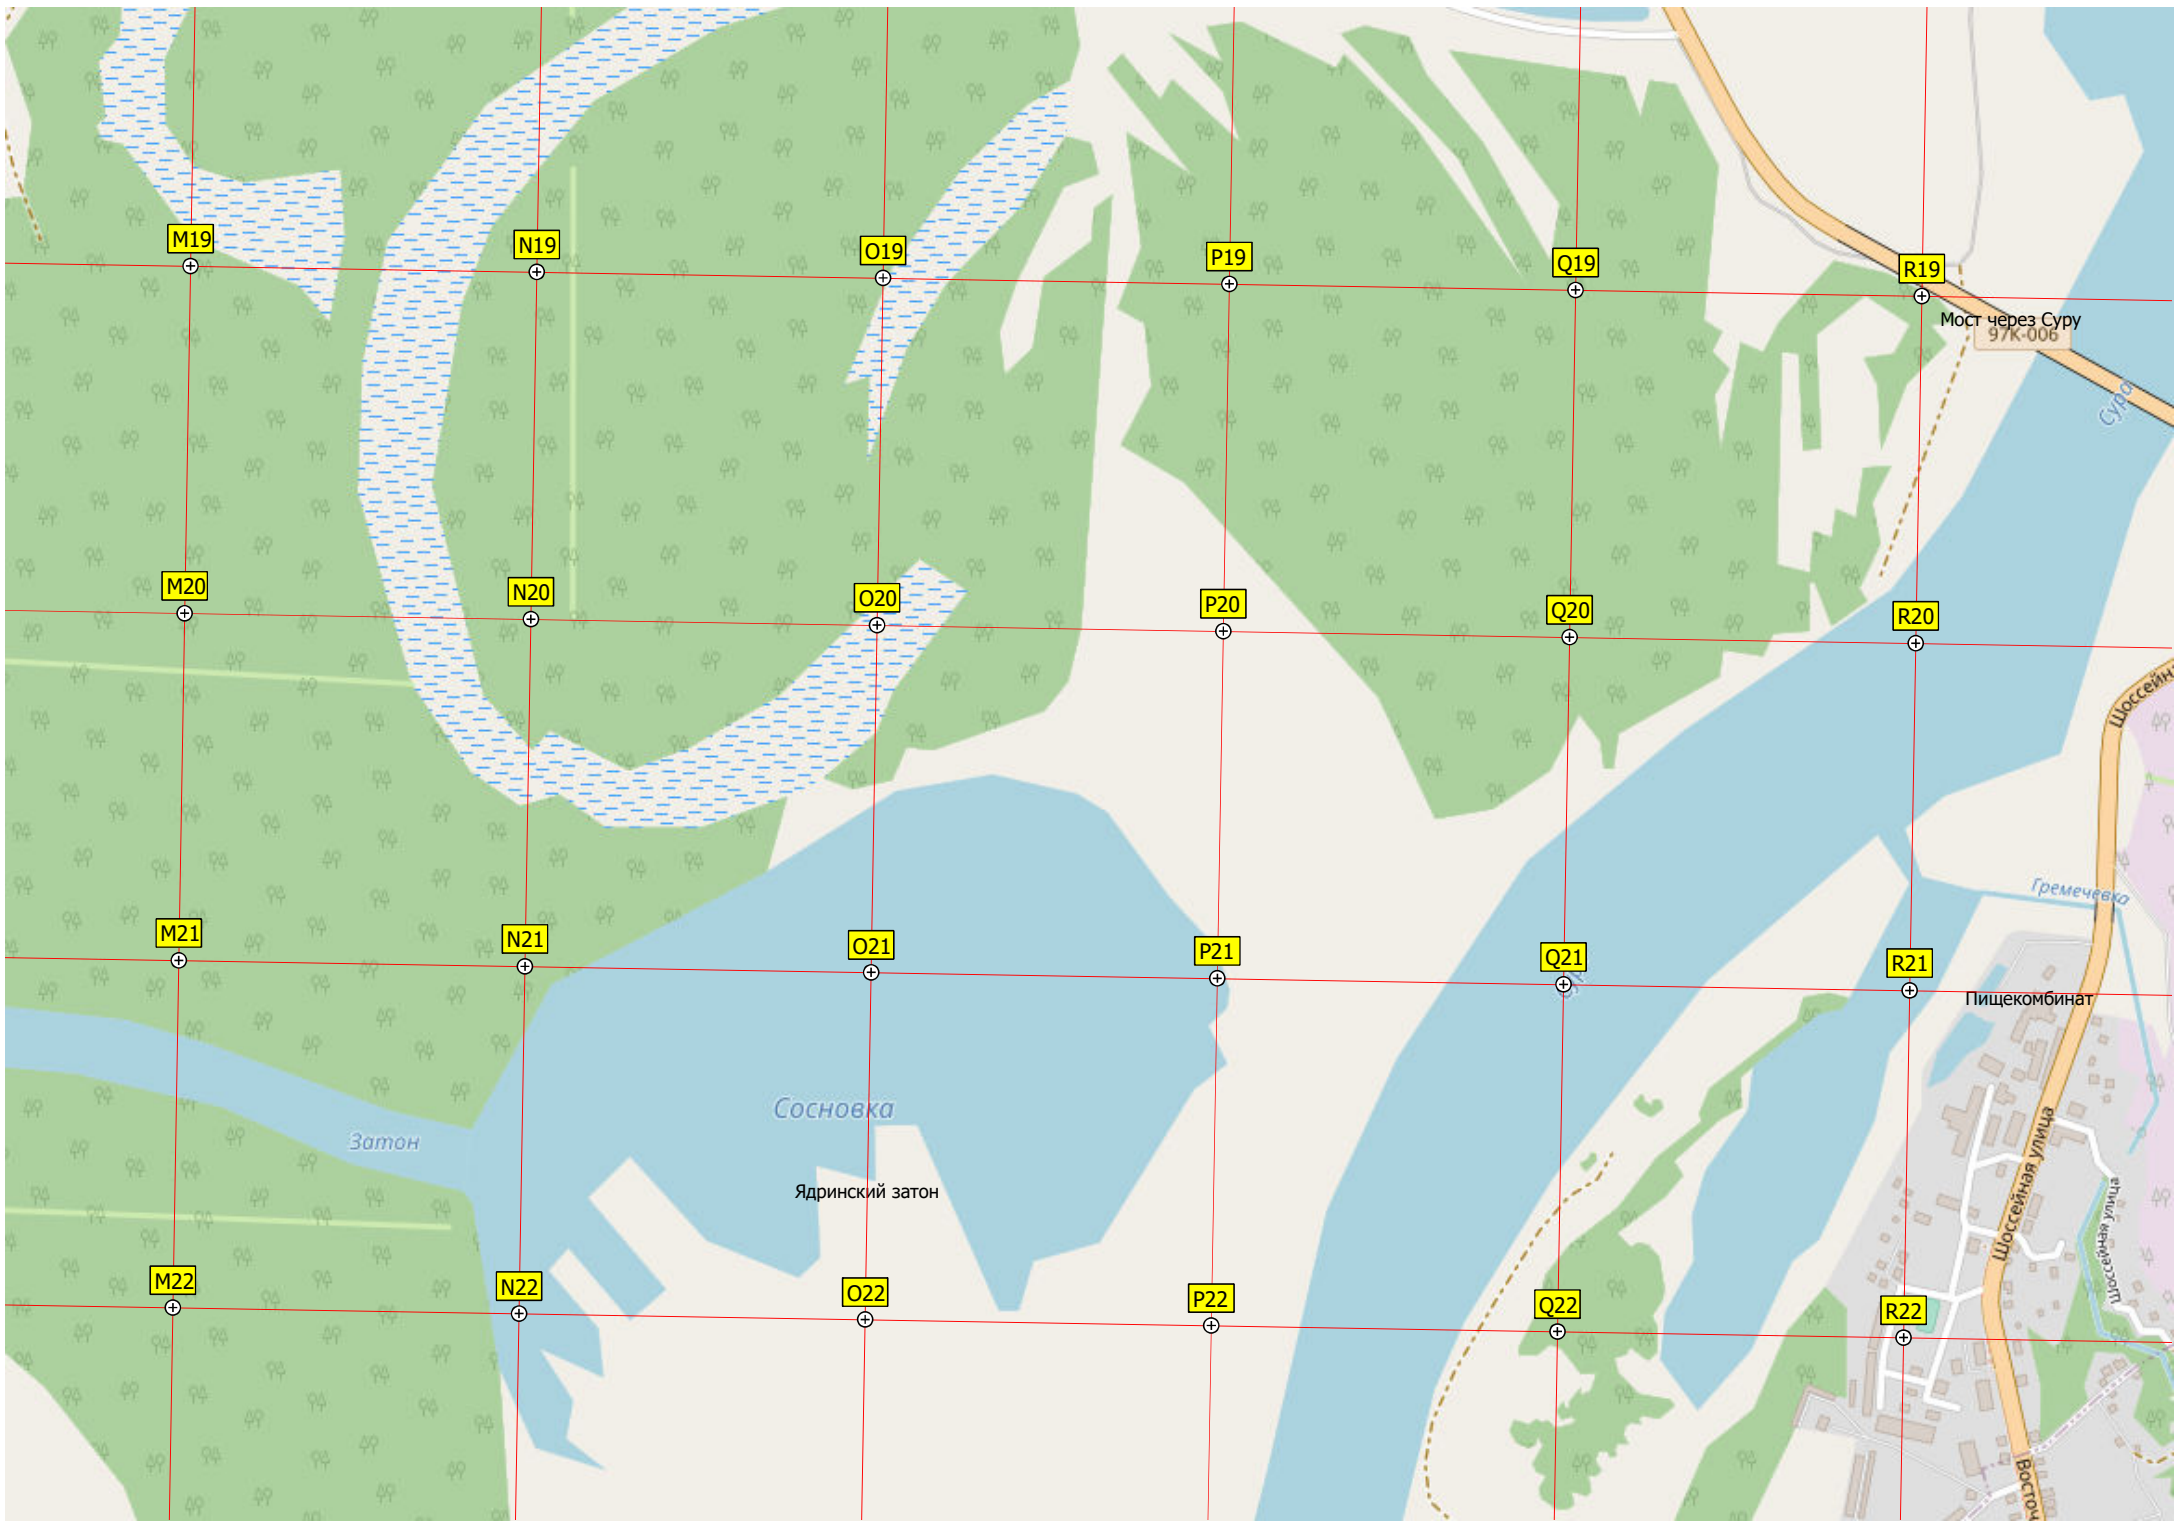 M19
N19
O19
P19
Q19
R19
Мост через Суру
97К-006
Сура
M20
N20
O20
P20
Q20
R20
Шоссейн
Гремечевка
M21
N21
O21
P21
Q21
R21
Пищекомбинат
Сосновка
Затон
Ядринский затон
Шоссейная улица
Шоссейная улица
M22
N22
O22
P22
Q22
R22
Восточ